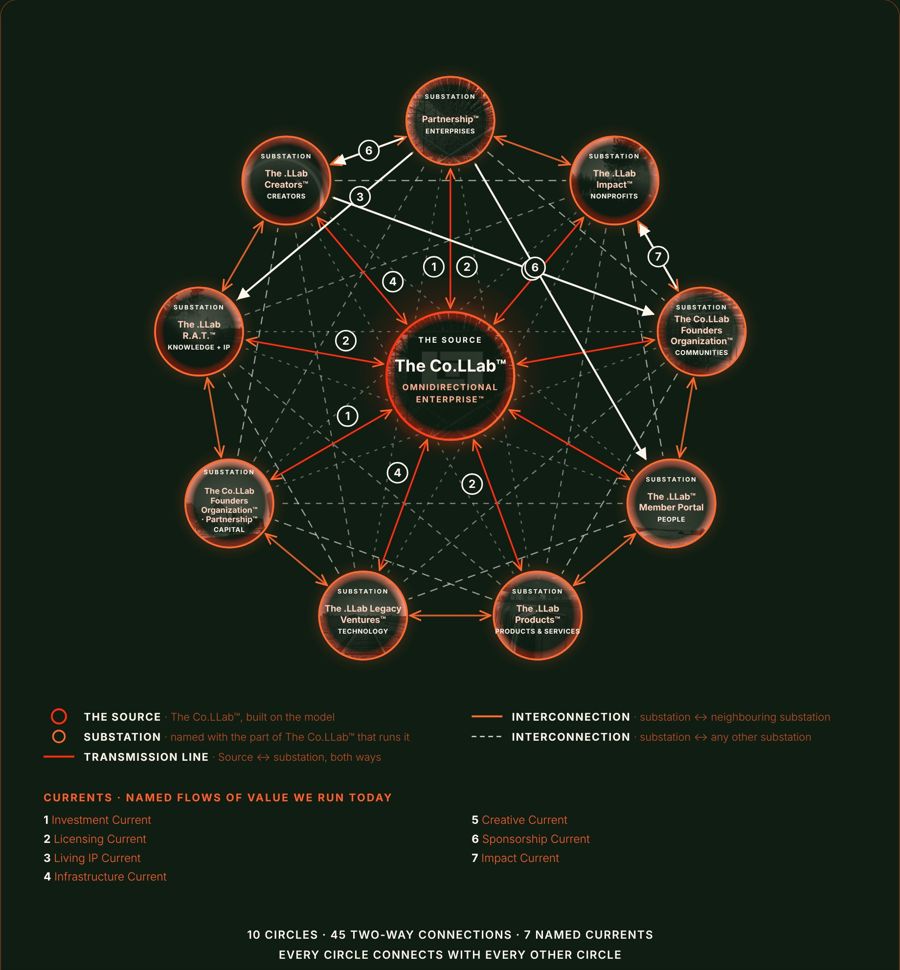 SUBSTATION
Partnership™
ENTERPRISES
6
SUBSTATION
The .LLab
Creators™
CREATORS
SUBSTATION
The .LLab
Impact™
NONPROFITS
3
7
4
1
2
6
SUBSTATION
The .LLab
R.A.T.™
KNOWLEDGE + IP
SUBSTATION
The Co.LLab
Founders
Organization™
COMMUNITIES
2
THE SOURCE
The Co.LLab™
OMNIDIRECTIONAL
ENTERPRISE™
1
4
2
SUBSTATION
The Co.LLab
Founders
Organization™
· Partnership™
CAPITAL
SUBSTATION
The .LLab™
Member Portal
PEOPLE
SUBSTATION
The .LLab Legacy
Ventures™
TECHNOLOGY
SUBSTATION
The .LLab
Products™
PRODUCTS & SERVICES
THE SOURCE · The Co.LLab™, built on the model
SUBSTATION · named with the part of The Co.LLab™ that runs it
TRANSMISSION LINE · Source ↔ substation, both ways
INTERCONNECTION · substation ↔ neighbouring substation
INTERCONNECTION · substation ↔ any other substation
CURRENTS · NAMED FLOWS OF VALUE WE RUN TODAY
1 Investment Current
2 Licensing Current
3 Living IP Current
4 Infrastructure Current
5 Creative Current
6 Sponsorship Current
7 Impact Current
10 CIRCLES · 45 TWO-WAY CONNECTIONS · 7 NAMED CURRENTS
EVERY CIRCLE CONNECTS WITH EVERY OTHER CIRCLE